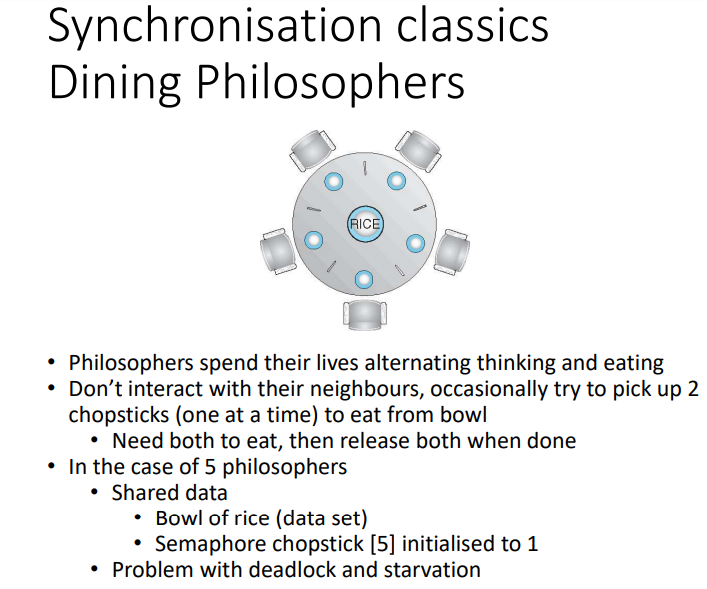 Synchronisation classics
Dining Philosophers
RICE
• Philosophers spend their lives alternating thinking and eating
• Don’t interact with their neighbours, occasionally try to pick up 2
chopsticks (one at a time) to eat from bowl
• Need both to eat, then release both when done
• In the case of 5 philosophers
• Shared data
• Bowl of rice (data set)
• Semaphore chopstick [5] initialised to 1
• Problem with deadlock and starvation